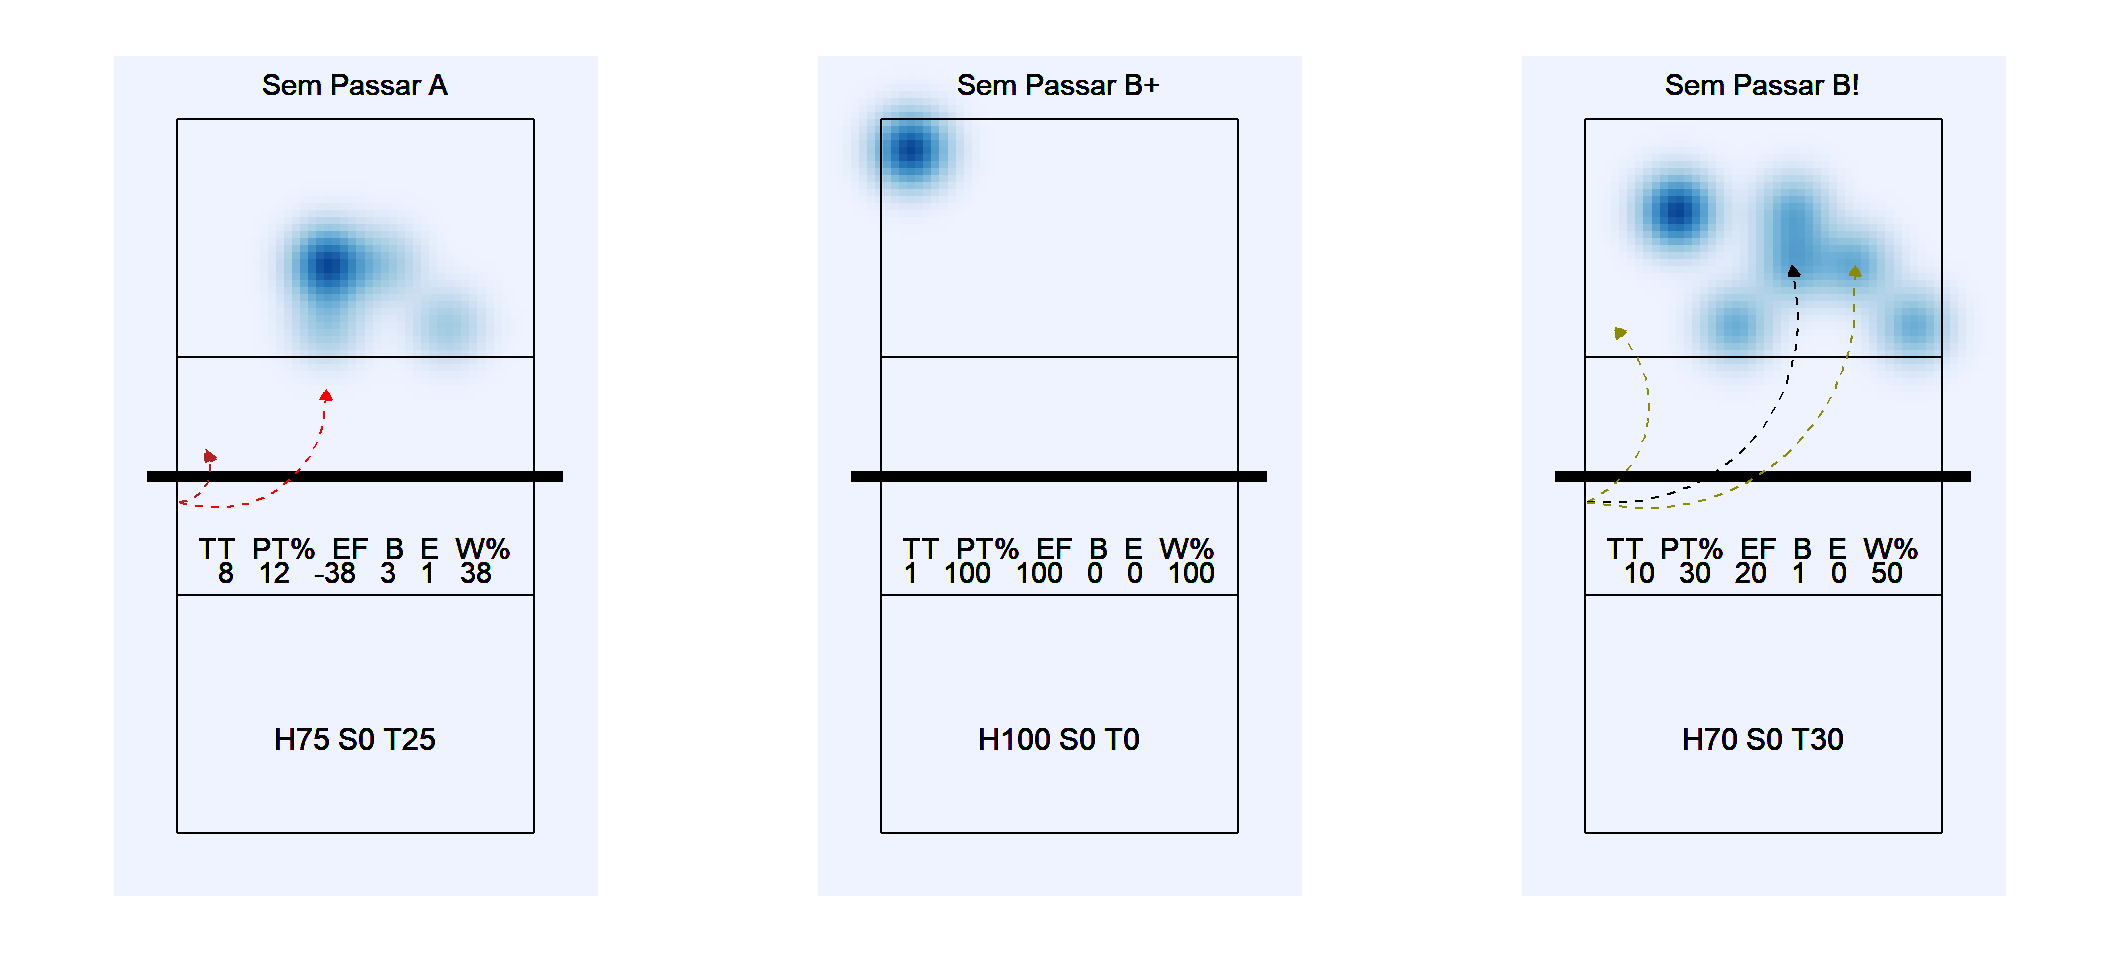 Sem Passar A
TT PT% EF B E W%
8 12 -38 3 1 38
H75 S0 T25
Sem Passar B+
TT PT% EF B E W%
1 100 100 0 0 100
H100 S0 T0
Sem Passar B!
TT PT% EF B E W%
10 30 20 1 0 50
H70 S0 T30